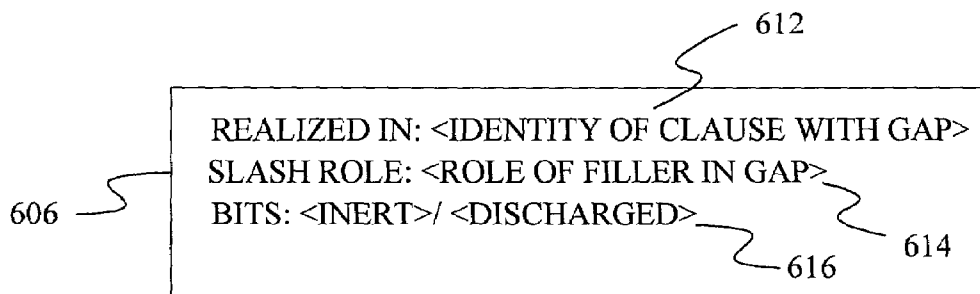 612
REALIZED IN: <IDENTITY OF CLAUSE WITH GAP>
SLASH ROLE: <ROLE OF FILLER IN GAP>
606
BITS: <INERT>/ <DISCHARGED>
614
616